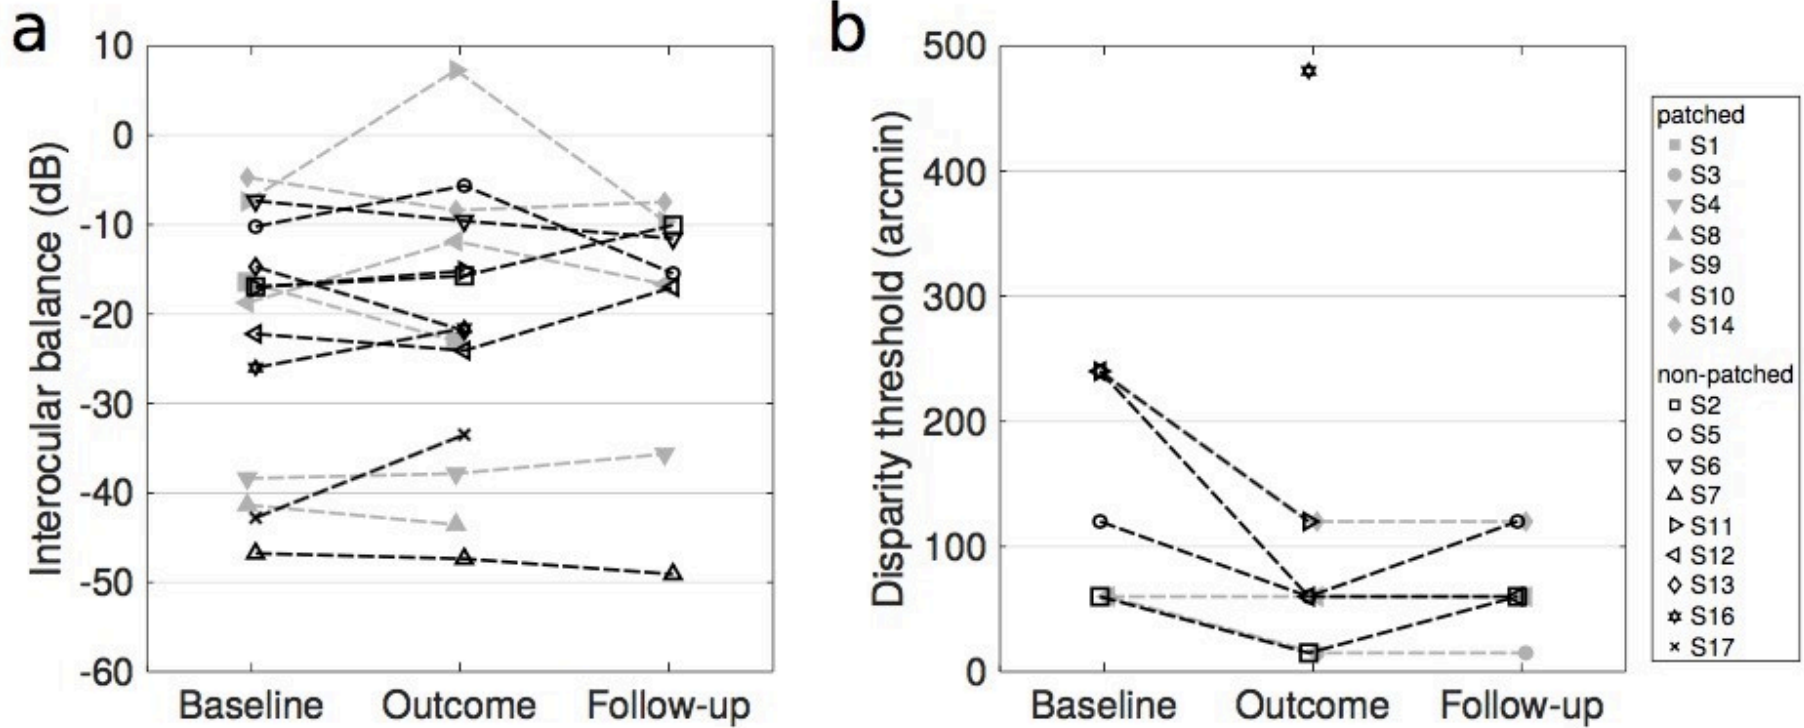 a
10
0
-10
-20
-30
-40
-50
-60
Interocular balance (dB)
Baseline Outcome Follow-up
b
500
400
300
200
100
0
Disparity threshold (arcmin)
Baseline Outcome Follow-up
patched
S1
S3
S4
S8
S9
S10
S14
non-patched
S2
S5
S6
S7
S11
S12
S13
S16
S17